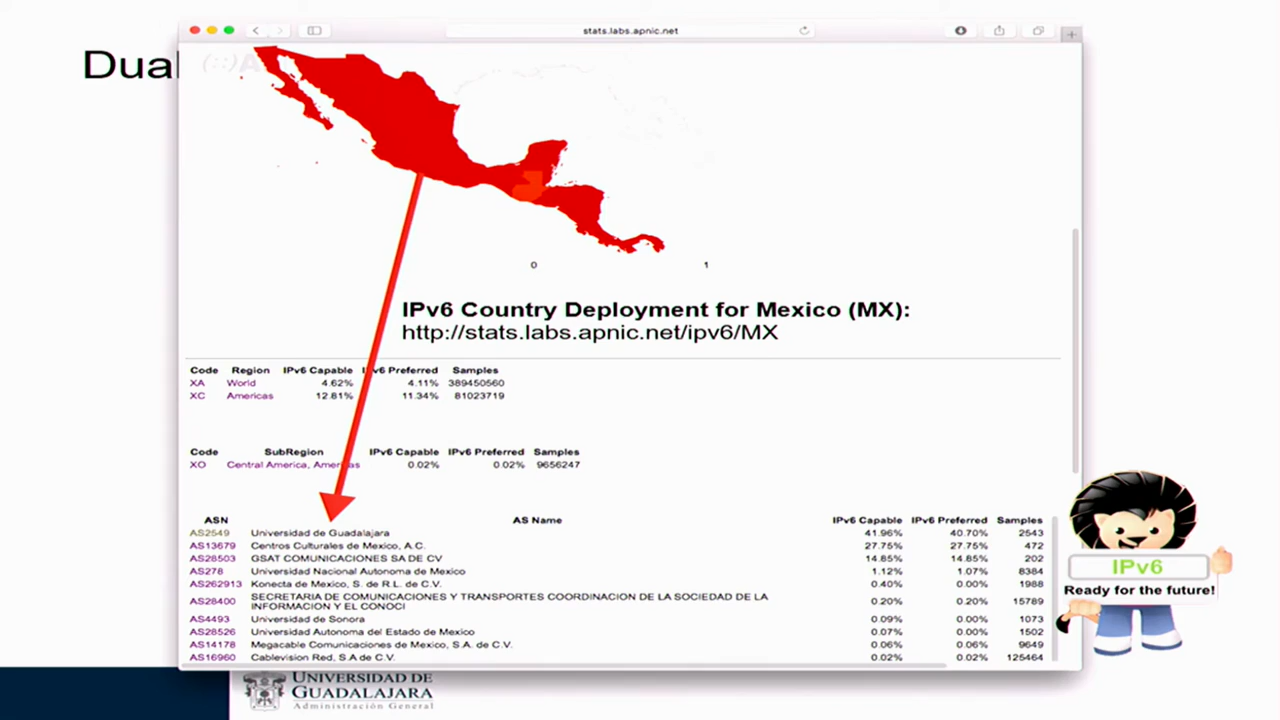 stats.labs.apnic.net
Dual
0 1
IPv6 Country Deployment for Mexico (MX):
http://stats.labs.apnic.net/ipv6/MX
Code Region IPv6 Capable IPv6 Preferred Samples
XA World 4.62% 4.11% 389450560
XC Americas 12.81% 11.34% 81023719
Code SubRegion IPv6 Capable IPv6 Preferred Samples
XO Central America, Americas 0.02% 0.02% 9656247
ASN AS Name IPv6 Capable IPv6 Preferred Samples
AS2549 Universidad de Guadalajara 41.96% 40.70% 2543
AS13679 Centros Culturales de Mexico, A.C. 27.75% 27.75% 472
AS28503 GSAT COMUNICACIONES SA DE CV 14.85% 14.85% 202
AS278 Universidad Nacional Autonoma de Mexico 1.12% 1.07% 8384
AS262913 Konecta de Mexico, S. de R.L. de C.V. 0.40% 0.00% 1988
AS28400 SECRETARIA DE COMUNICACIONES Y TRANSPORTES COORDINACION DE LA SOCIEDAD DE LA 0.20% 0.20% 15789
INFORMACION Y EL CONOCI
AS4493 Universidad de Sonora 0.09% 0.00% 1073
AS28526 Universidad Autonoma del Estado de Mexico 0.07% 0.00% 1502
AS14178 Megacable Comunicaciones de Mexico, S.A. de C.V. 0.06% 0.06% 9649
AS16960 Cablevision Red, S.A de C.V. 0.02% 0.02% 125464
IPv6
Ready for the future!
UNIVERSIDAD DE
GUADALAJARA
Administración General